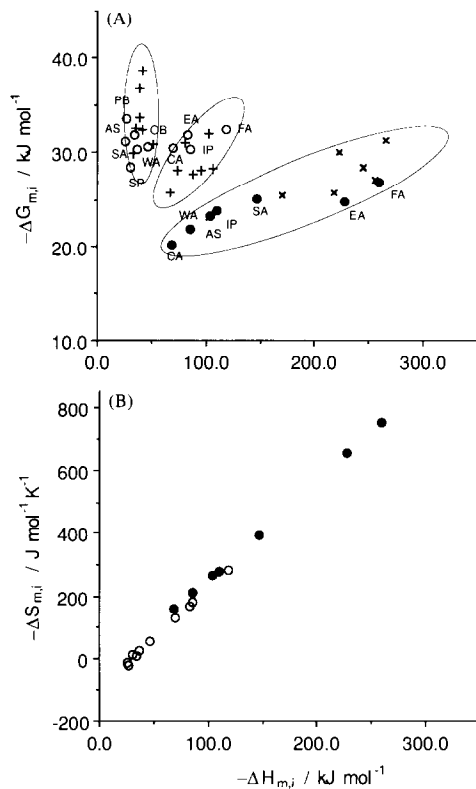 (A)
-ΔG_m,i / kJ mol⁻¹
40.0
30.0
20.0
10.0
PB
AS
SA
SP
OB
WA
CA
EA
IP
FA
WA
AS
IP
SA
CA
EA
FA
0.0 100.0 200.0 300.0
(B)
-ΔS_m,i / J mol⁻¹ K⁻¹
800
600
400
200
0
-200
0.0 100.0 200.0 300.0
-ΔH_m,i / kJ mol⁻¹